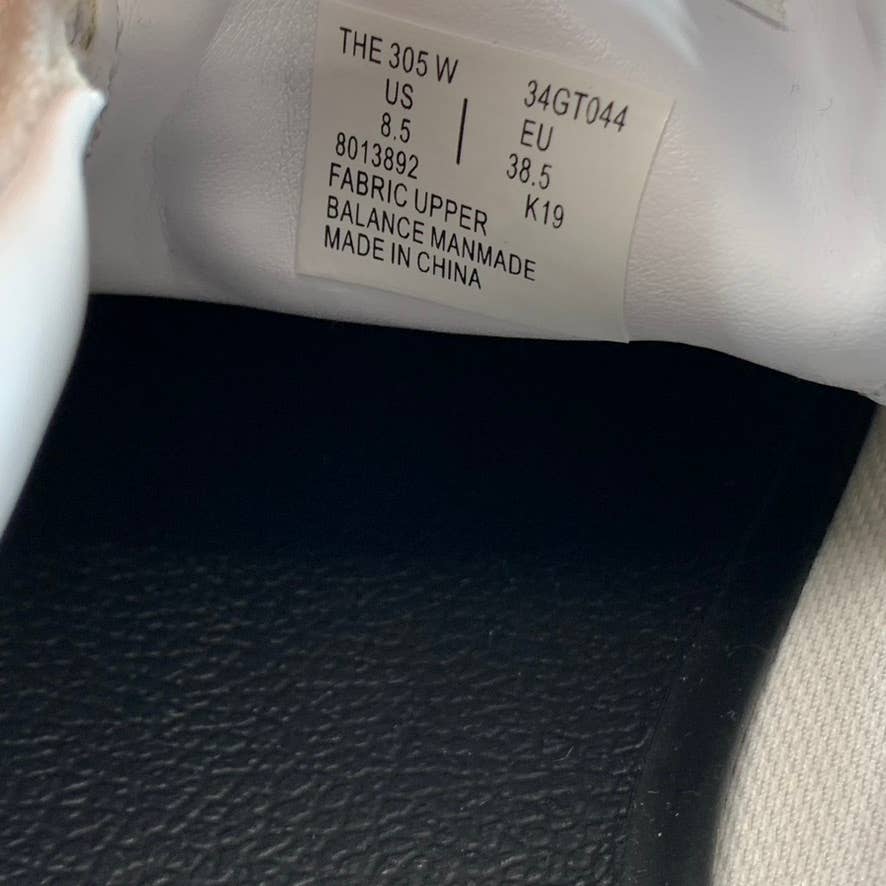 THE 305 W 34GT044
US | EU
8.5 38.5
8013892 K19
FABRIC UPPER
BALANCE MANMADE
MADE IN CHINA